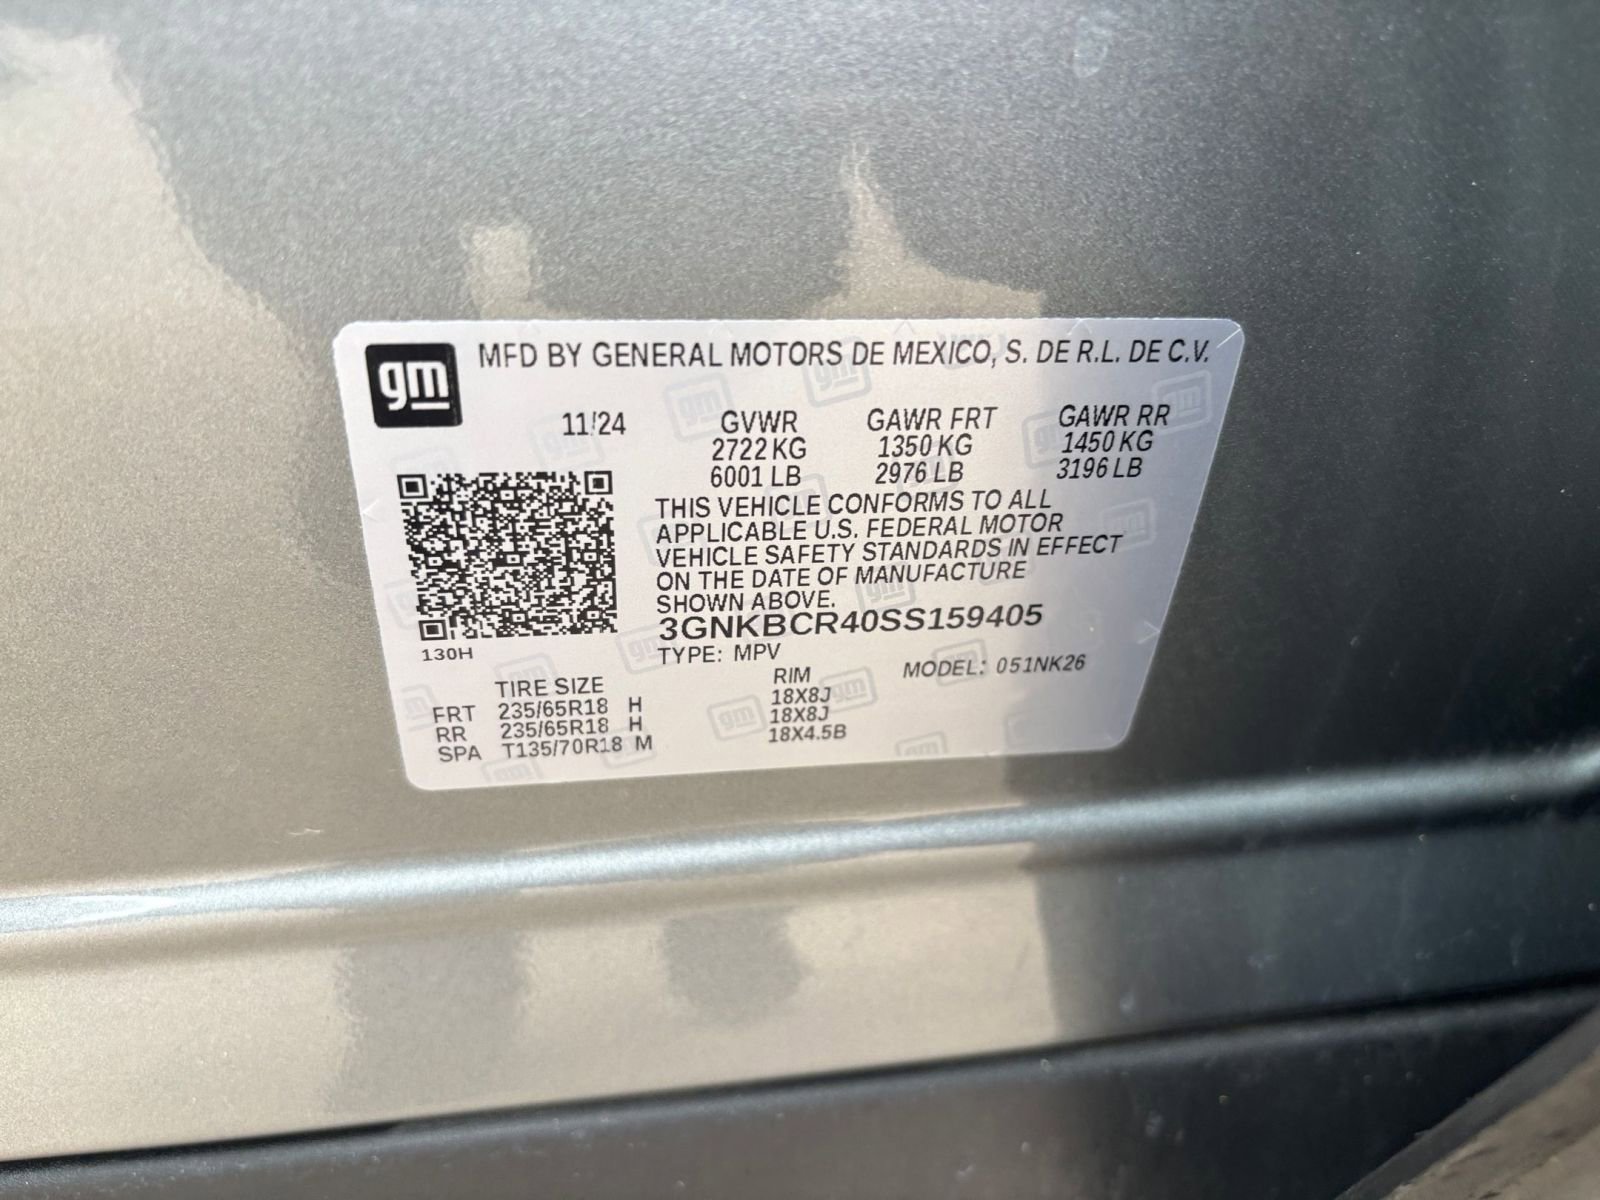 gm MFD BY GENERAL MOTORS DE MEXICO, S. DE R.L. DE C.V.
11/24 GVWR GAWR FRT GAWR RR
2722 KG 1350 KG 1450 KG
6001 LB 2976 LB 3196 LB
THIS VEHICLE CONFORMS TO ALL
APPLICABLE U.S. FEDERAL MOTOR
VEHICLE SAFETY STANDARDS IN EFFECT
ON THE DATE OF MANUFACTURE
SHOWN ABOVE.
3GNKBCR40SS159405
130H
TYPE: MPV MODEL: 051NK26
TIRE SIZE RIM
FRT 235/65R18 H 18X8J
RR 235/65R18 H 18X8J
SPA T135/70R18 M 18X4.5B